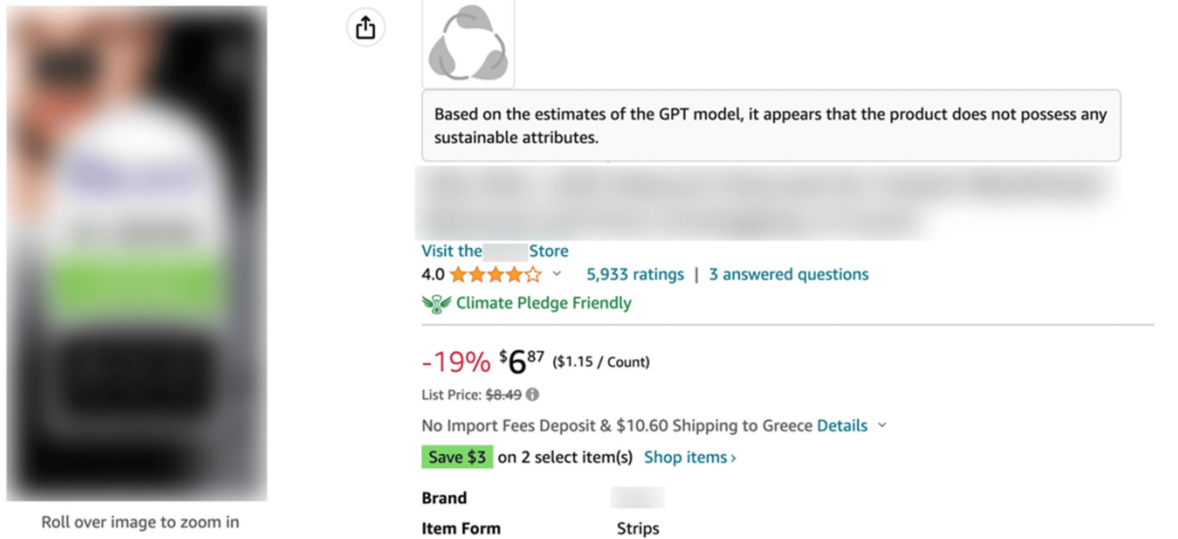 Based on the estimates of the GPT model, it appears that the product does not possess any
sustainable attributes.
Visit the Store
4.0 5,933 ratings | 3 answered questions
Climate Pledge Friendly
-19% $6.87 ($1.15 / Count)
List Price: $8.49
No Import Fees Deposit & $10.60 Shipping to Greece Details
Save $3 on 2 select item(s) Shop items ›
Brand
Item Form Strips
Roll over image to zoom in